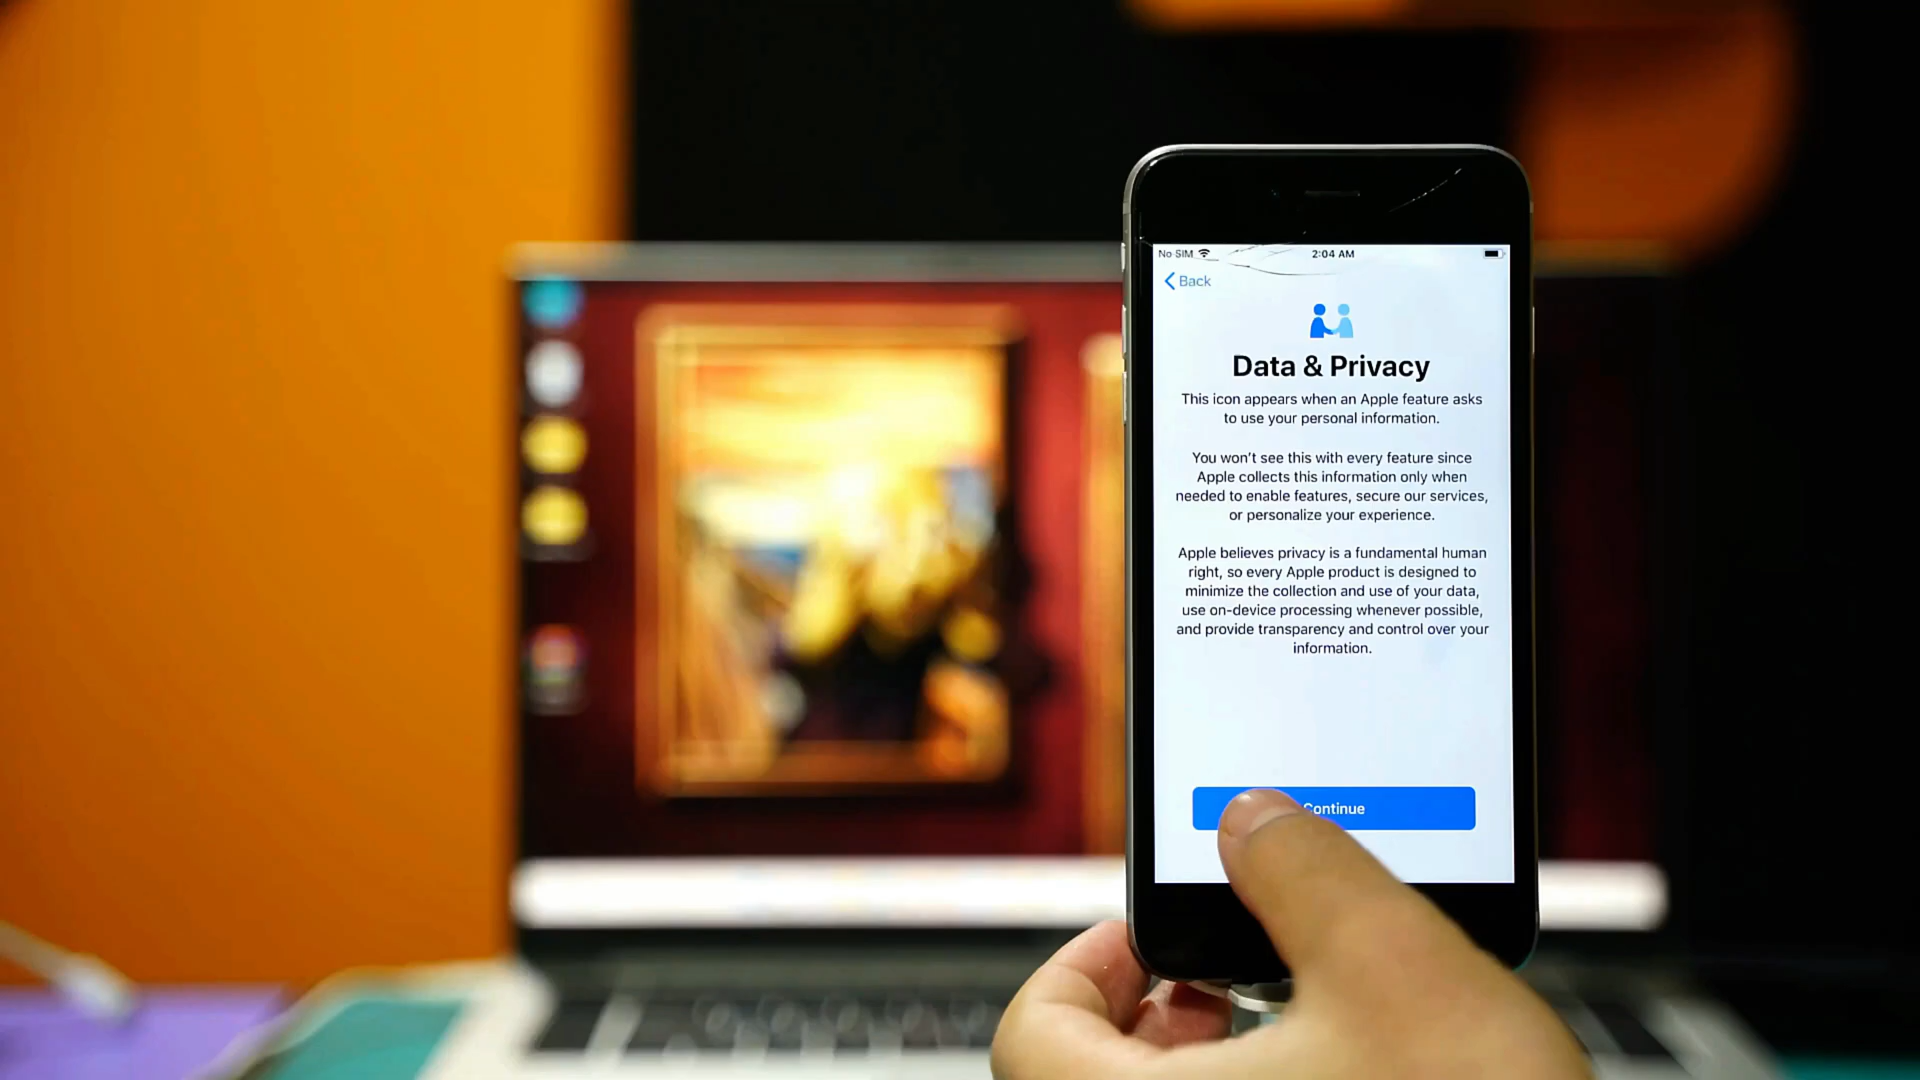 No SIM 2:04 AM
Back
Data & Privacy
This icon appears when an Apple feature asks
to use your personal information.
You won't see this with every feature since
Apple collects this information only when
needed to enable features, secure our services,
or personalize your experience.
Apple believes privacy is a fundamental human
right, so every Apple product is designed to
minimize the collection and use of your data,
use on-device processing whenever possible,
and provide transparency and control over your
information.
Continue